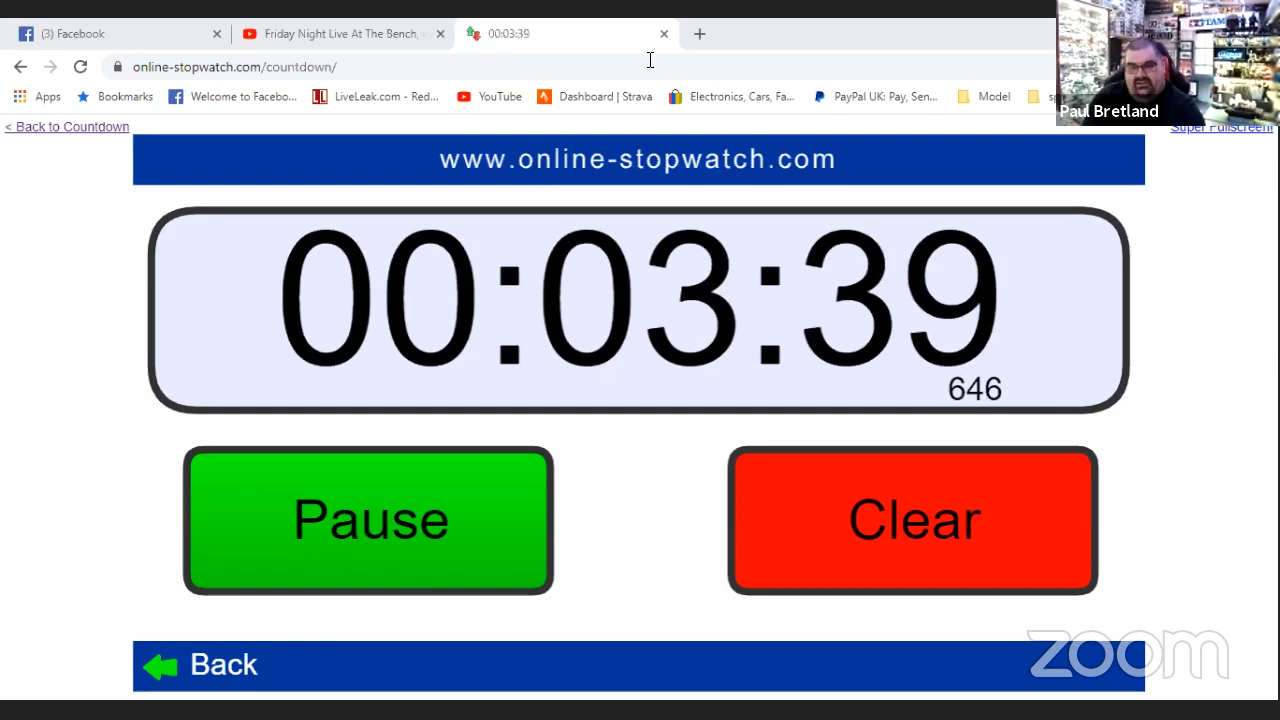 (3) Facebook
Friday Night Live At The Bench,
00:03:39
online-stopwatch.com/countdown/
Apps
Bookmarks
Welcome to Facebo...
LiveLeak.com - Red...
YouTube
Dashboard | Strava
Electronics, Cars, Fa...
PayPal UK: Pay, Sen...
Model
Paul Bretland
< Back to Countdown
Super Fullscreen!
www.online-stopwatch.com
00:03:39
646
Pause
Clear
Back
zoom